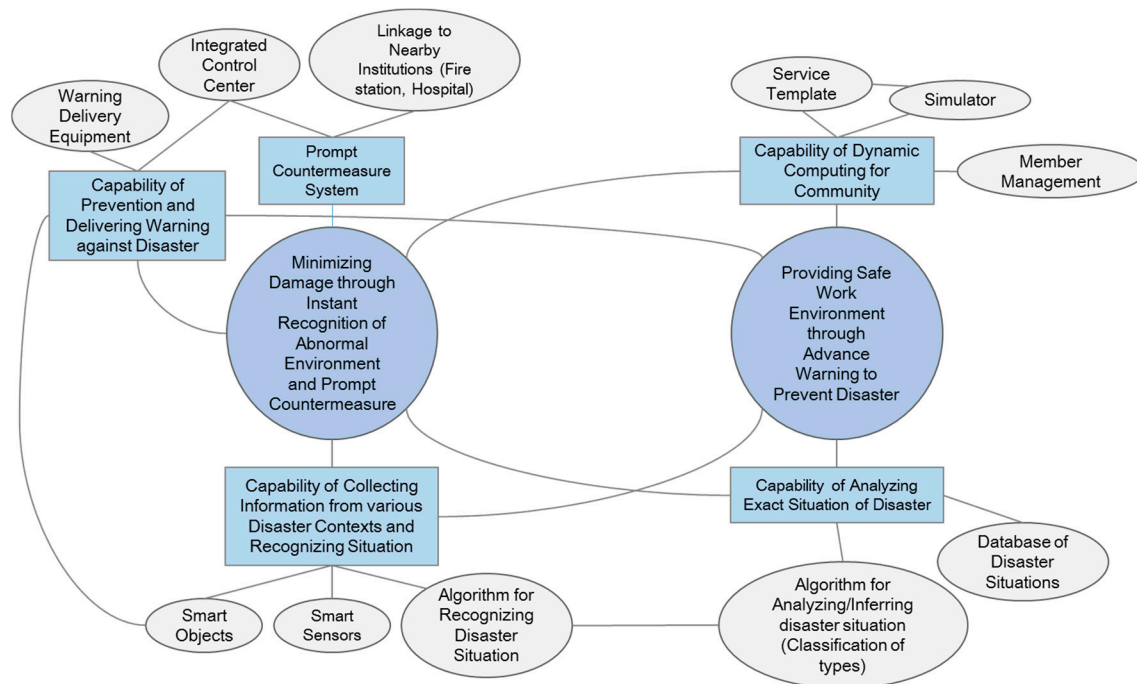 Linkage to
Nearby
Institutions (Fire
station, Hospital)
Integrated
Control
Center
Warning
Delivery
Equipment
Service
Template
Simulator
Prompt
Countermeasure
System
Capability of Dynamic
Computing for
Community
Member
Management
Capability of
Prevention and
Delivering Warning
against Disaster
Minimizing
Damage through
Instant
Recognition of
Abnormal
Environment
and Prompt
Countermeasure
Providing Safe
Work
Environment
through
Advance
Warning to
Prevent Disaster
Capability of Collecting
Information from various
Disaster Contexts and
Recognizing Situation
Capability of Analyzing
Exact Situation of Disaster
Database of
Disaster
Situations
Smart
Objects
Smart
Sensors
Algorithm for
Recognizing
Disaster
Situation
Algorithm for
Analyzing/Inferring
disaster situation
(Classification of
types)